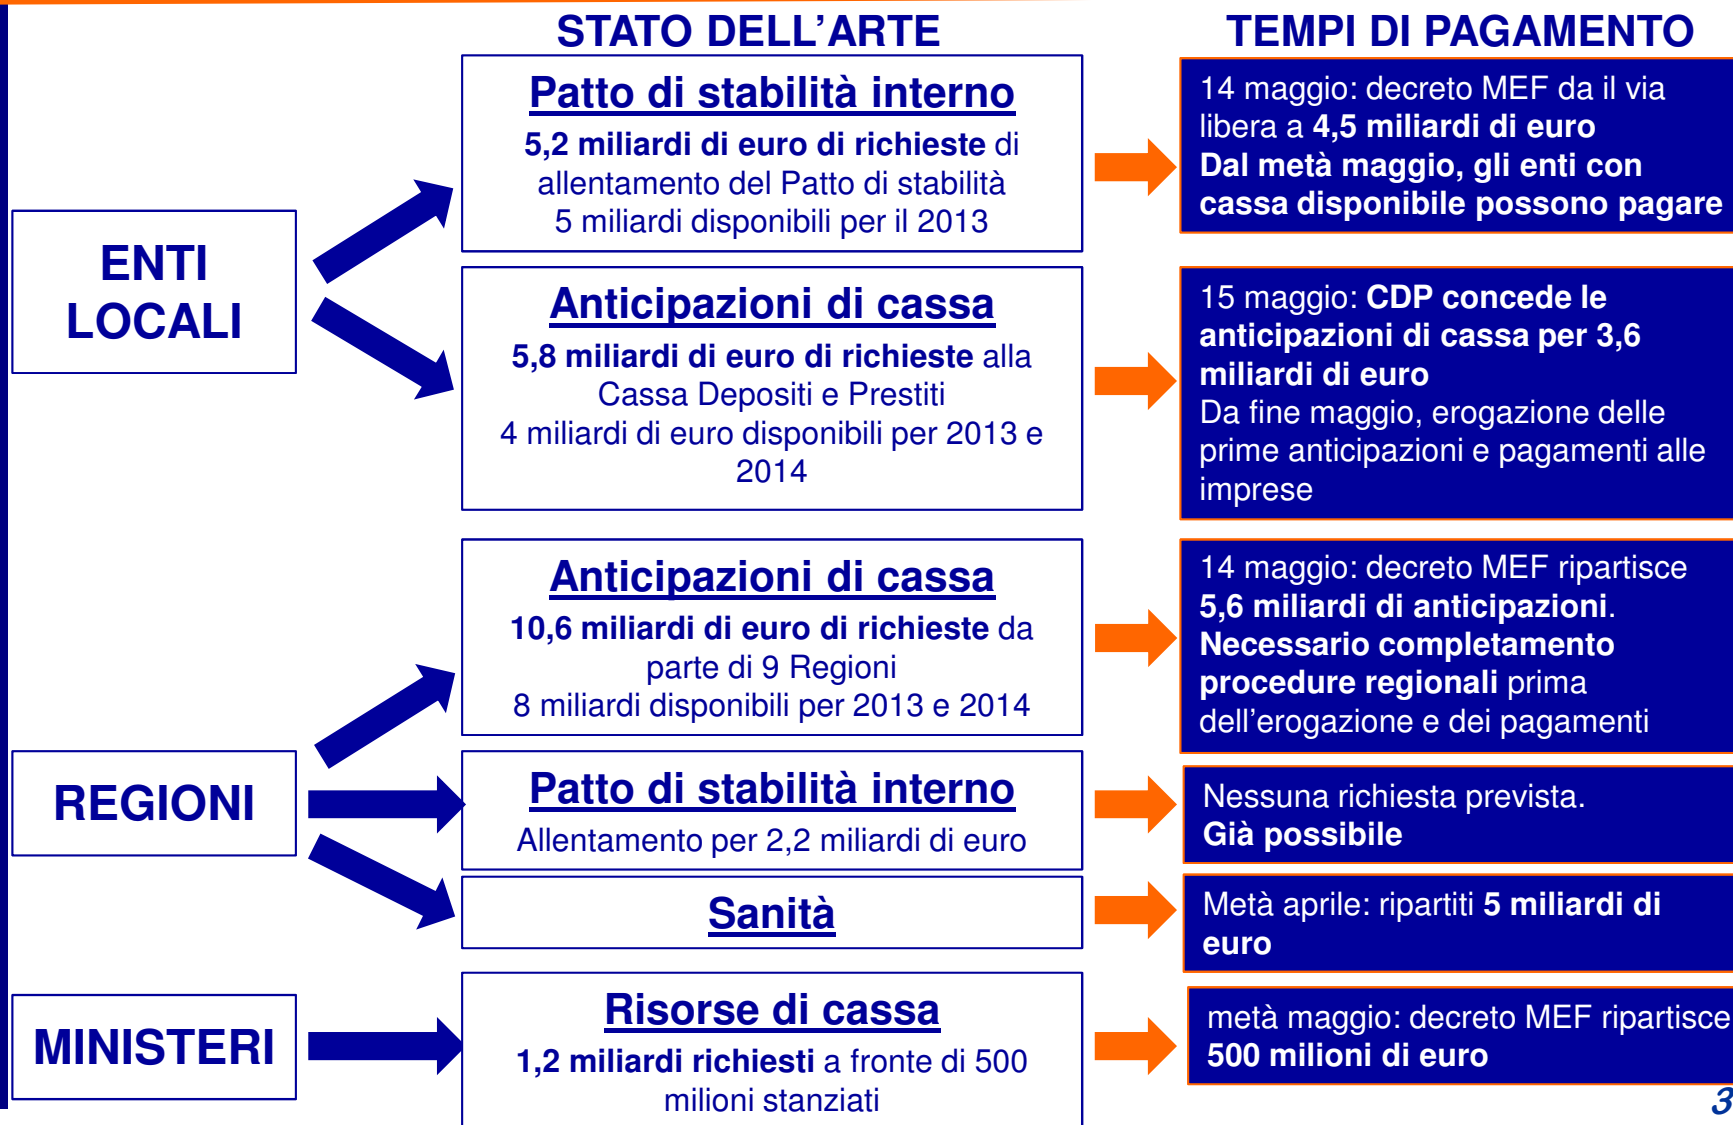 STATO DELL’ARTE
TEMPI DI PAGAMENTO
ENTI
LOCALI
Patto di stabilità interno
5,2 miliardi di euro di richieste di
allentamento del Patto di stabilità
5 miliardi disponibili per il 2013
14 maggio: decreto MEF da il via
libera a 4,5 miliardi di euro
Dal metà maggio, gli enti con
cassa disponibile possono pagare
Anticipazioni di cassa
5,8 miliardi di euro di richieste alla
Cassa Depositi e Prestiti
4 miliardi di euro disponibili per 2013 e
2014
15 maggio: CDP concede le
anticipazioni di cassa per 3,6
miliardi di euro
Da fine maggio, erogazione delle
prime anticipazioni e pagamenti alle
imprese
REGIONI
Anticipazioni di cassa
10,6 miliardi di euro di richieste da
parte di 9 Regioni
8 miliardi disponibili per 2013 e 2014
14 maggio: decreto MEF ripartisce
5,6 miliardi di anticipazioni.
Necessario completamento
procedure regionali prima
dell’erogazione e dei pagamenti
Patto di stabilità interno
Allentamento per 2,2 miliardi di euro
Nessuna richiesta prevista.
Già possibile
Sanità
Metà aprile: ripartiti 5 miliardi di
euro
MINISTERI
Risorse di cassa
1,2 miliardi richiesti a fronte di 500
milioni stanziati
metà maggio: decreto MEF ripartisce
500 milioni di euro
3